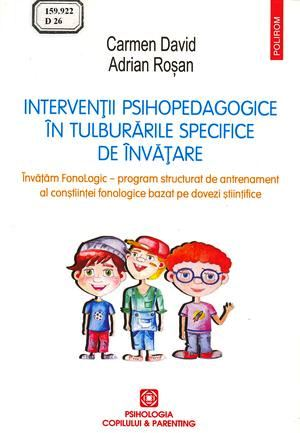 159.922
D 26
POLIROM
Carmen David
Adrian Roșan
INTERVENȚII PSIHOPEDAGOGICE
ÎN TULBURĂRILE SPECIFICE
DE ÎNVĂȚARE
Învățăm FonoLogic – program structurat de antrenament
al conștiinței fonologice bazat pe dovezi științifice
PSIHOLOGIA
COPILULUI & PARENTING